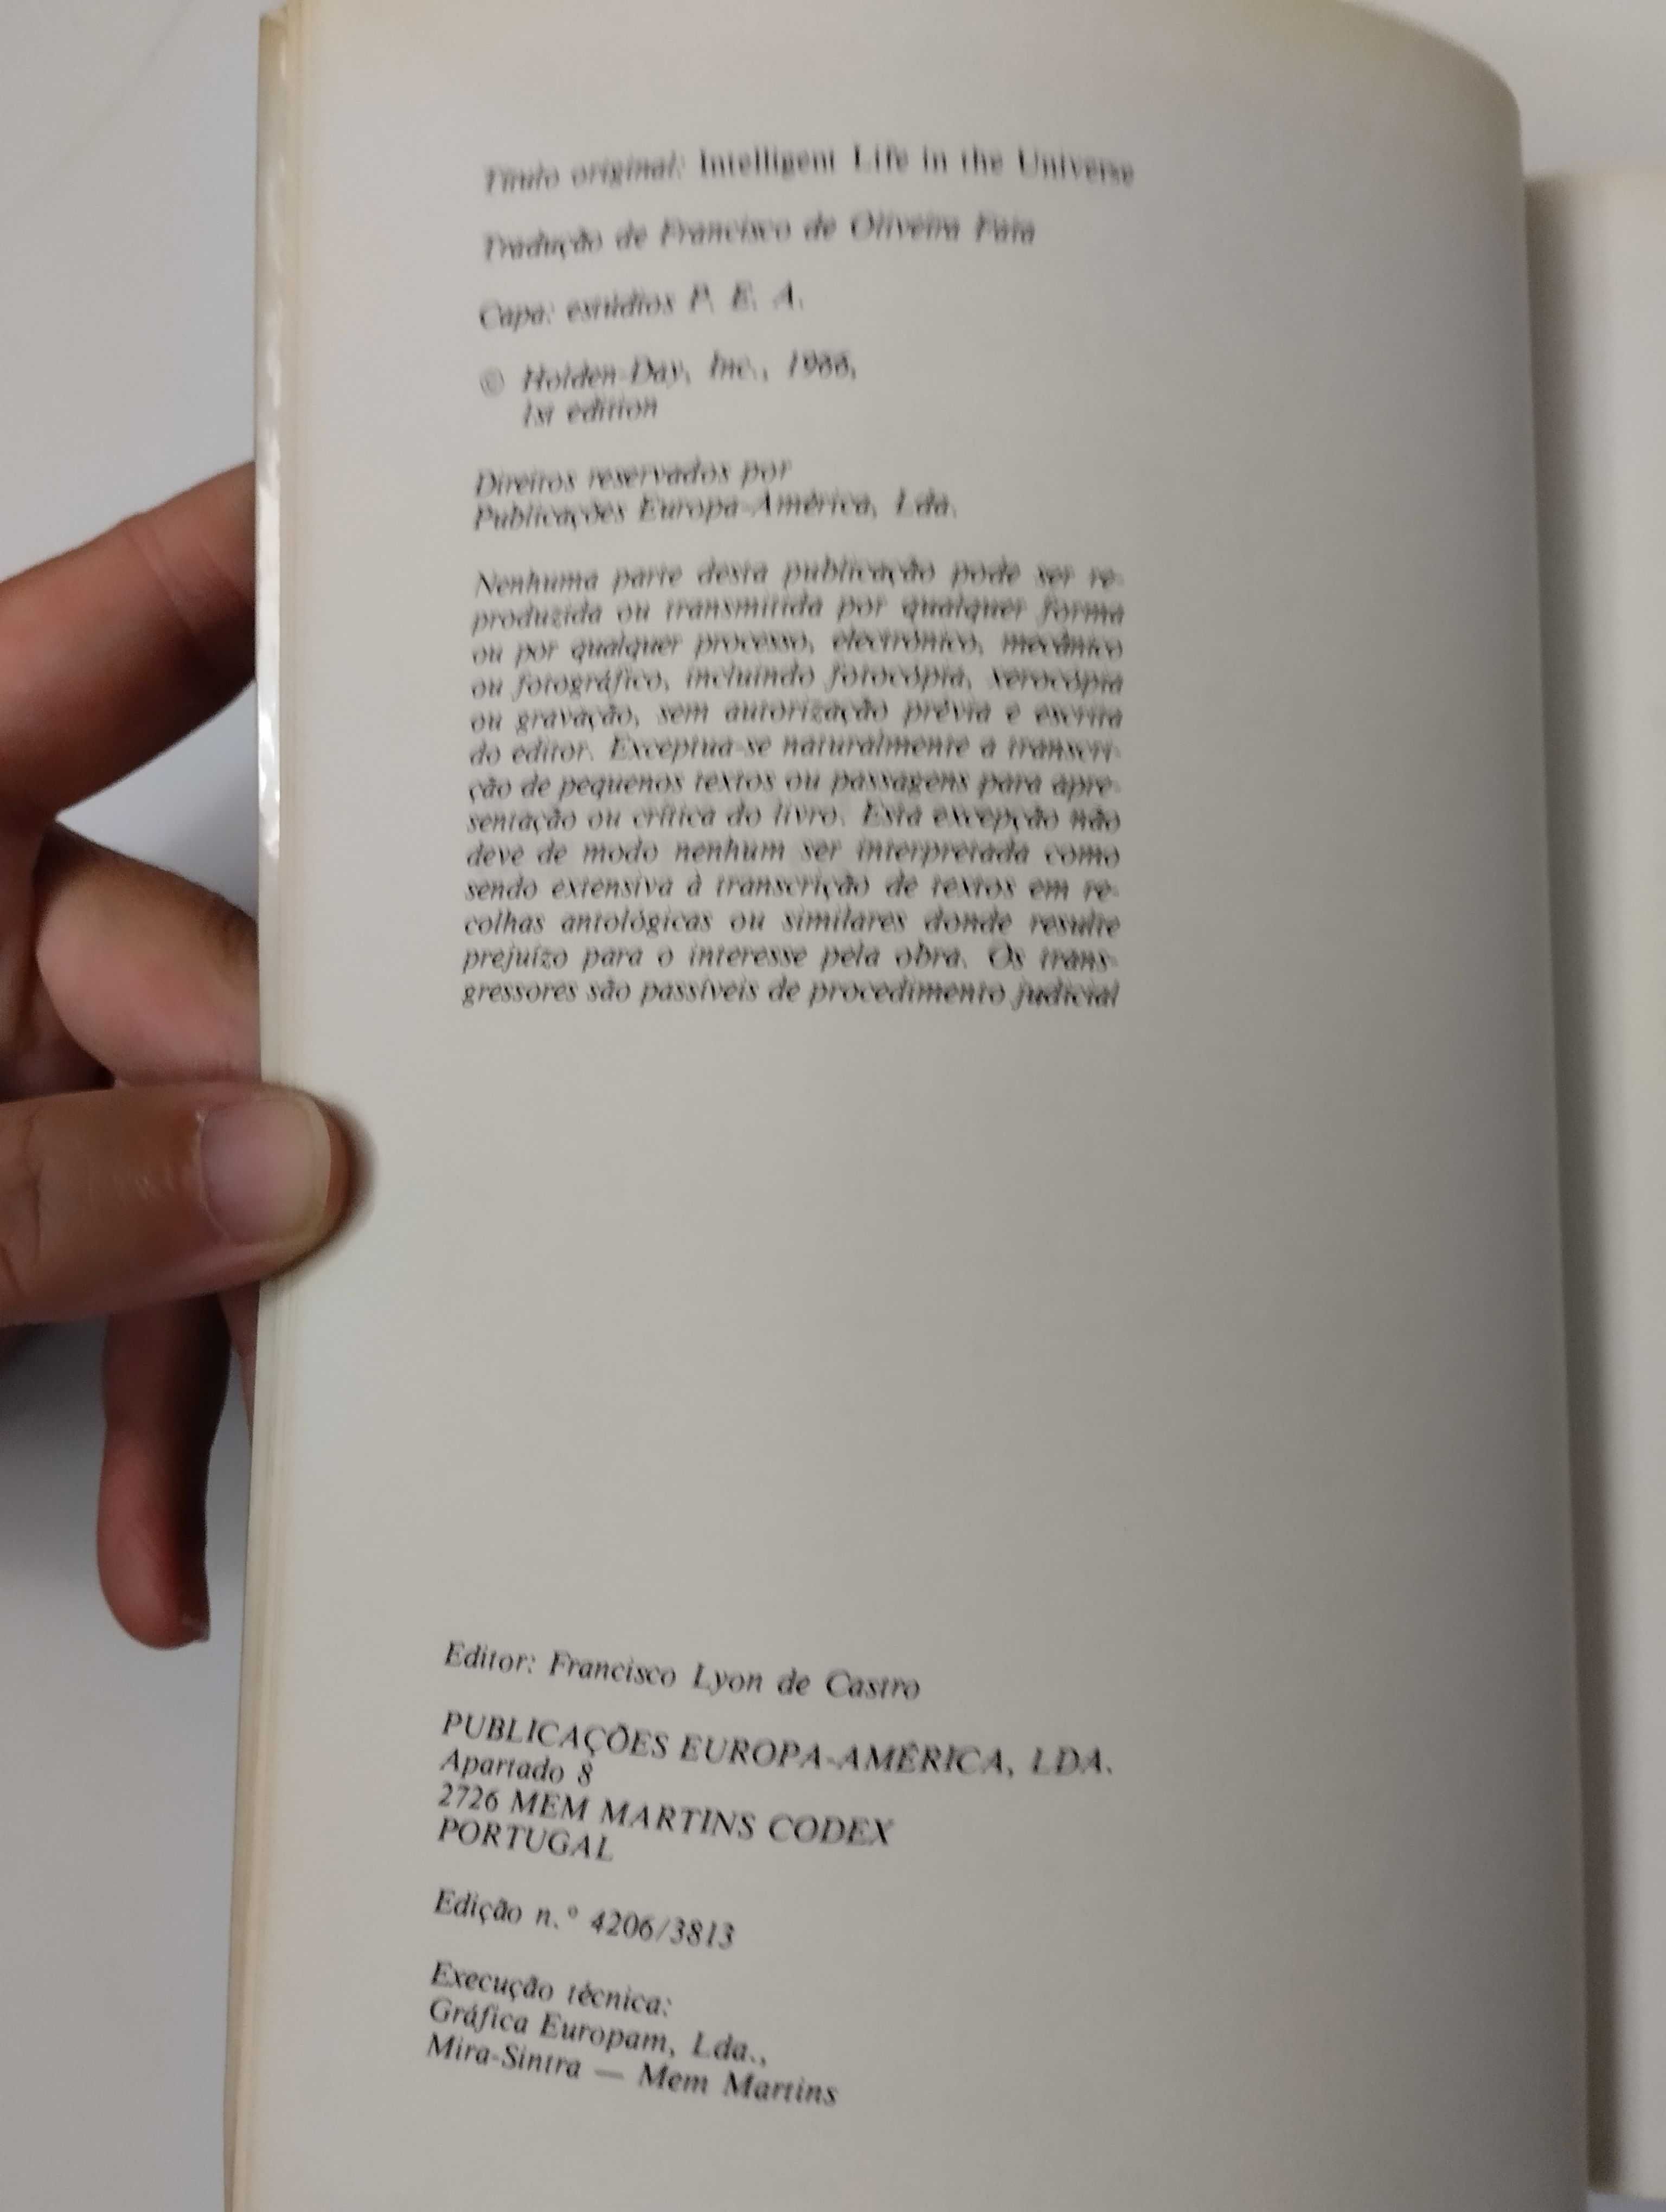 Título original: Intelligent Life in the Universe
Tradução de Francisco de Oliveira Faia
Capa: estúdios P. E. A.
© Holden-Day, Inc., 1966,
1st edition
Direitos reservados por
Publicações Europa-América, Lda.
Nenhuma parte desta publicação pode ser re-
produzida ou transmitida por qualquer forma
ou por qualquer processo, electrónico, mecânico
ou fotográfico, incluindo fotocópia, xerocópia
ou gravação, sem autorização prévia e escrita
do editor. Exceptua-se naturalmente a transcri-
ção de pequenos textos ou passagens para apre-
sentação ou crítica do livro. Esta excepção não
deve de modo nenhum ser interpretada como
sendo extensiva à transcrição de textos em re-
colhas antológicas ou similares donde resulte
prejuízo para o interesse pela obra. Os trans-
gressores são passíveis de procedimento judicial
Editor: Francisco Lyon de Castro
PUBLICAÇÕES EUROPA-AMÉRICA, LDA.
Apartado 8
2726 MEM MARTINS CODEX
PORTUGAL
Edição n.º 4206/3813
Execução técnica:
Gráfica Europam, Lda.,
Mira-Sintra — Mem Martins